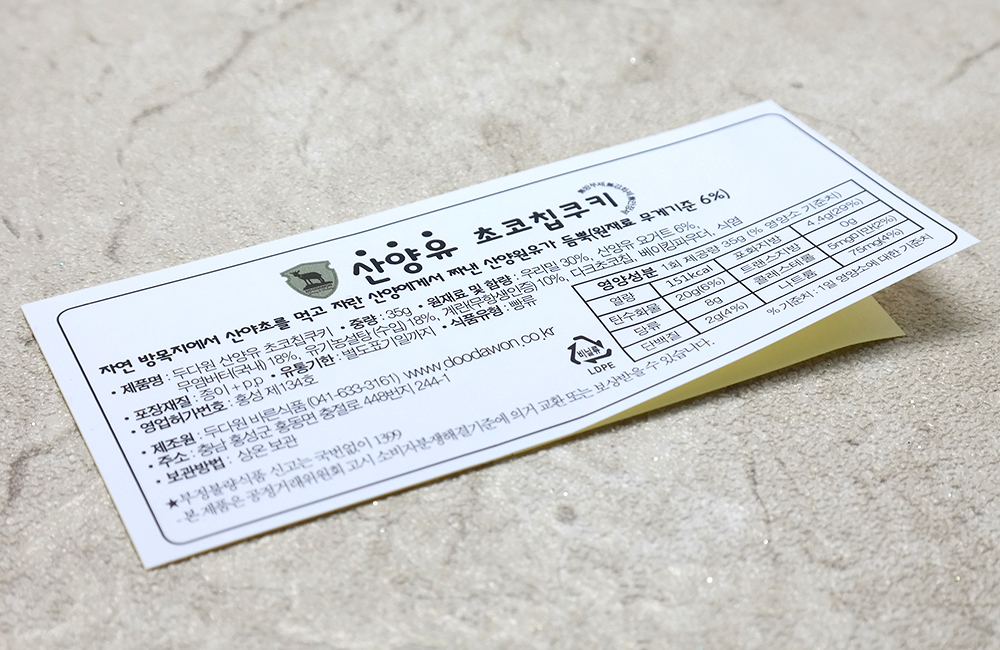 산양유 초코칩쿠키
자연 방목지에서 산야초를 먹고 자란 산양에게서 짜낸 산양원유가 듬뿍(원재료 무게기준 6%)
• 제품명 : 두다원 산양유 초코칩쿠키 • 중량 : 35g • 원재료 및 함량 : 우리밀 30%, 산양유 요거트 6%,
무염버터(국내) 18%, 유기농설탕(수입) 18%, 계란(무항생인증) 10%, 다크초코칩, 베이킹파우더, 식염
• 포장재질 : 종이 + p.p • 유통기한 : 별도표기일까지 • 식품유형 : 빵류
• 영업허가번호 : 홍성 제134호
• 제조원 : 두다원 바른식품 (041-633-3161) www.doodawon.co.kr
• 주소 : 충남 홍성군 홍동면 충절로 448번지 244-1
• 보관방법 : 상온 보관
★부정불량식품 신고는 국번없이 1399
- 본 제품은 공정거래위원회 고시 소비자분쟁해결기준에 의거 교환 또는 보상받을 수 있습니다.
영양성분 1회 제공량 35g (% 영양소 기준치)
열량 151kcal 포화지방 4.4g(29%)
탄수화물 20g(6%) 트랜스지방 0g
당류 8g 콜레스테롤 5mg미만(2%)
단백질 2g(4%) 나트륨 75mg(4%)
% 기준치 : 1일 영양소에 대한 기준치
비닐류
LDPE